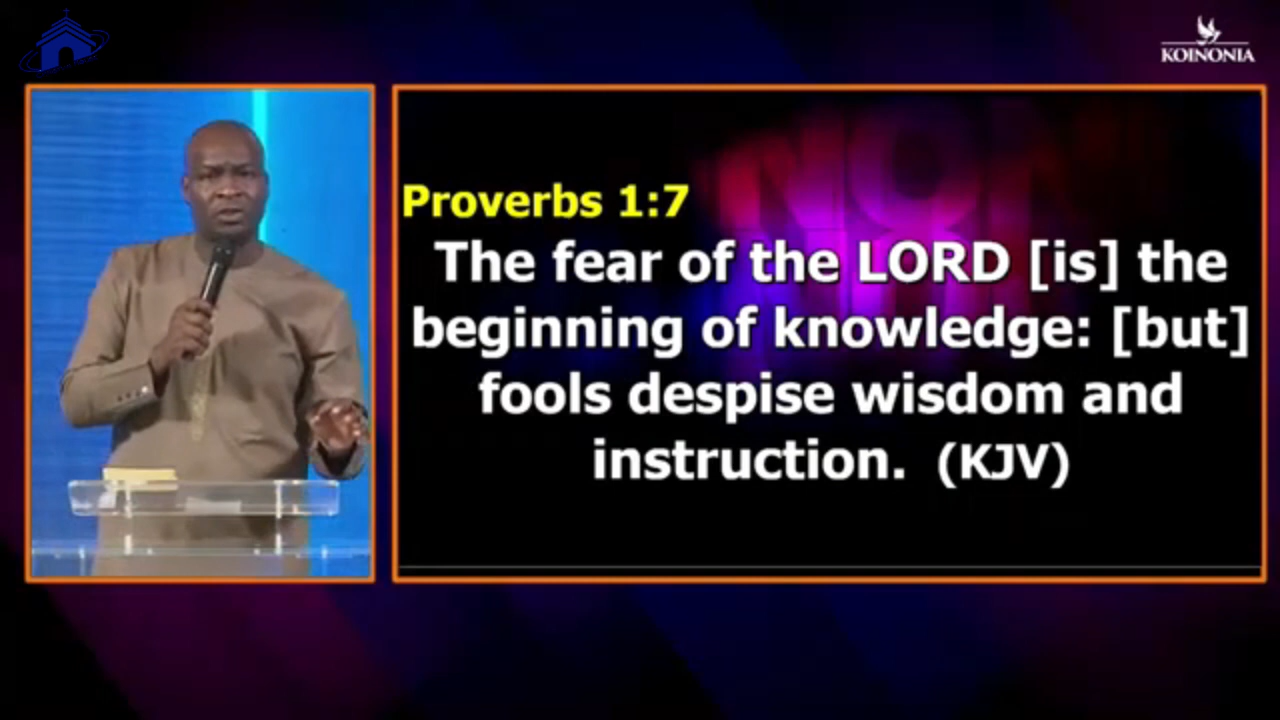 KOINONIA
Proverbs 1:7
The fear of the LORD [is] the
beginning of knowledge: [but]
fools despise wisdom and
instruction. (KJV)